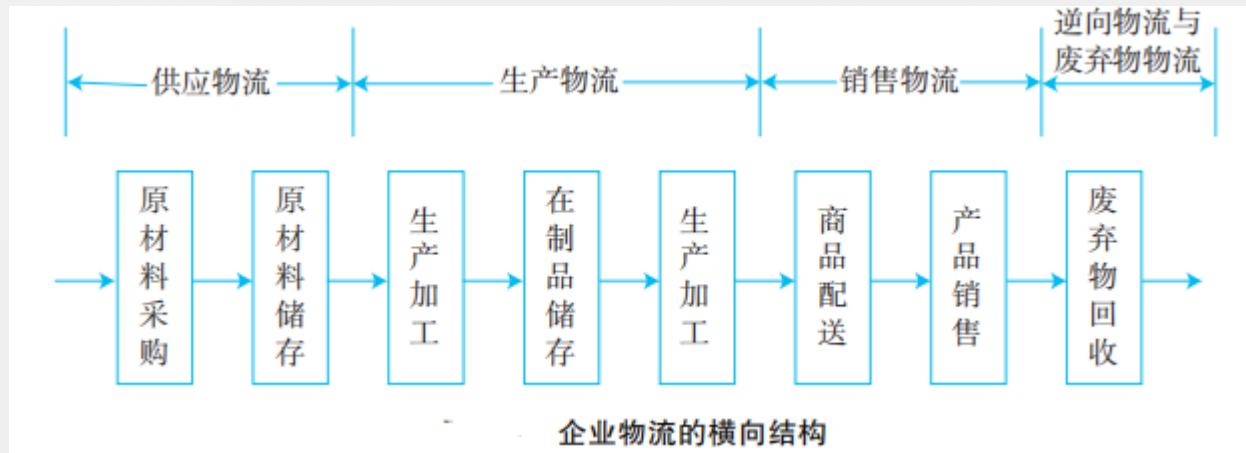 供应物流
生产物流
销售物流
逆向物流与
废弃物物流
原材料采购
原材料储存
生产加工
在制品储存
生产加工
商品配送
产品销售
废弃物回收
企业物流的横向结构